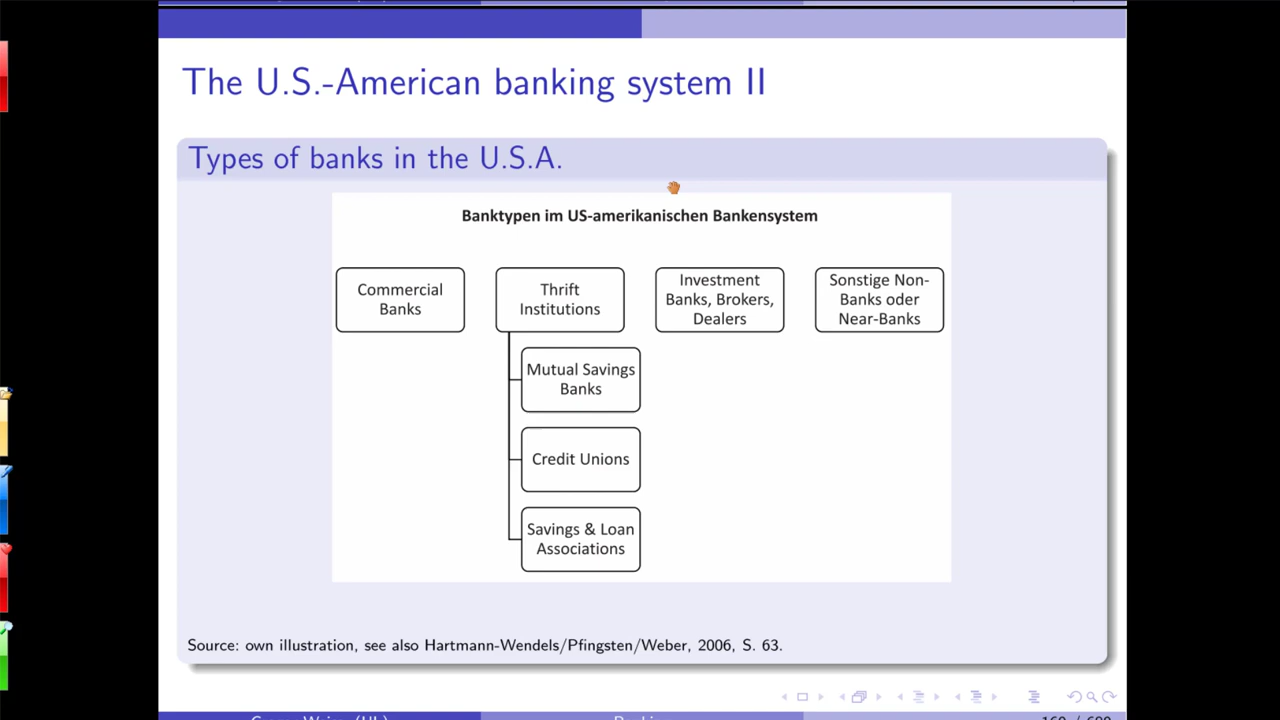 The U.S.-American banking system II
Types of banks in the U.S.A.
Banktypen im US-amerikanischen Bankensystem
Commercial
Banks
Thrift
Institutions
Investment
Banks, Brokers,
Dealers
Sonstige Non-
Banks oder
Near-Banks
Mutual Savings
Banks
Credit Unions
Savings & Loan
Associations
Source: own illustration, see also Hartmann-Wendels/Pfingsten/Weber, 2006, S. 63.